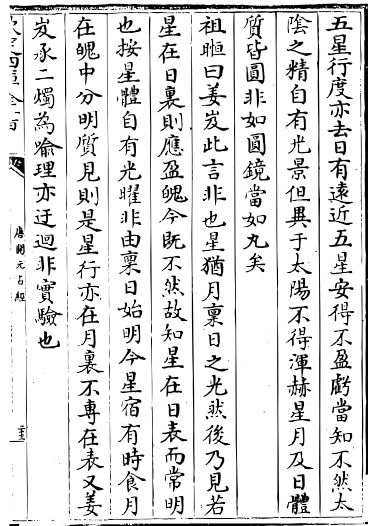 五星行度亦去日有遠近五星安得不盈虧當知不然太
陰之精自有光景但異于太陽不得渾赫星月及日體
質皆圓非如圓鏡當如丸矣
祖暅曰姜岌此言非也星猶月稟日之光然後乃見若
星在日裏則應盈魄今既不然故知星在日表而常明
也按星體自有光曜非由稟日始明今星宿有時食月
在魄中分明質見則是星行亦在月裏不專在表又姜
岌承二燭為喻理亦迂迴非實驗也
唐開元占經